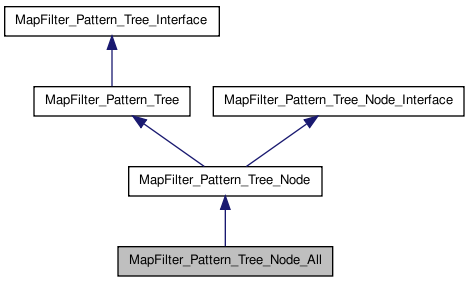 MapFilter_Pattern_Tree_Interface
MapFilter_Pattern_Tree
MapFilter_Pattern_Tree_Node_Interface
MapFilter_Pattern_Tree_Node
MapFilter_Pattern_Tree_Node_All